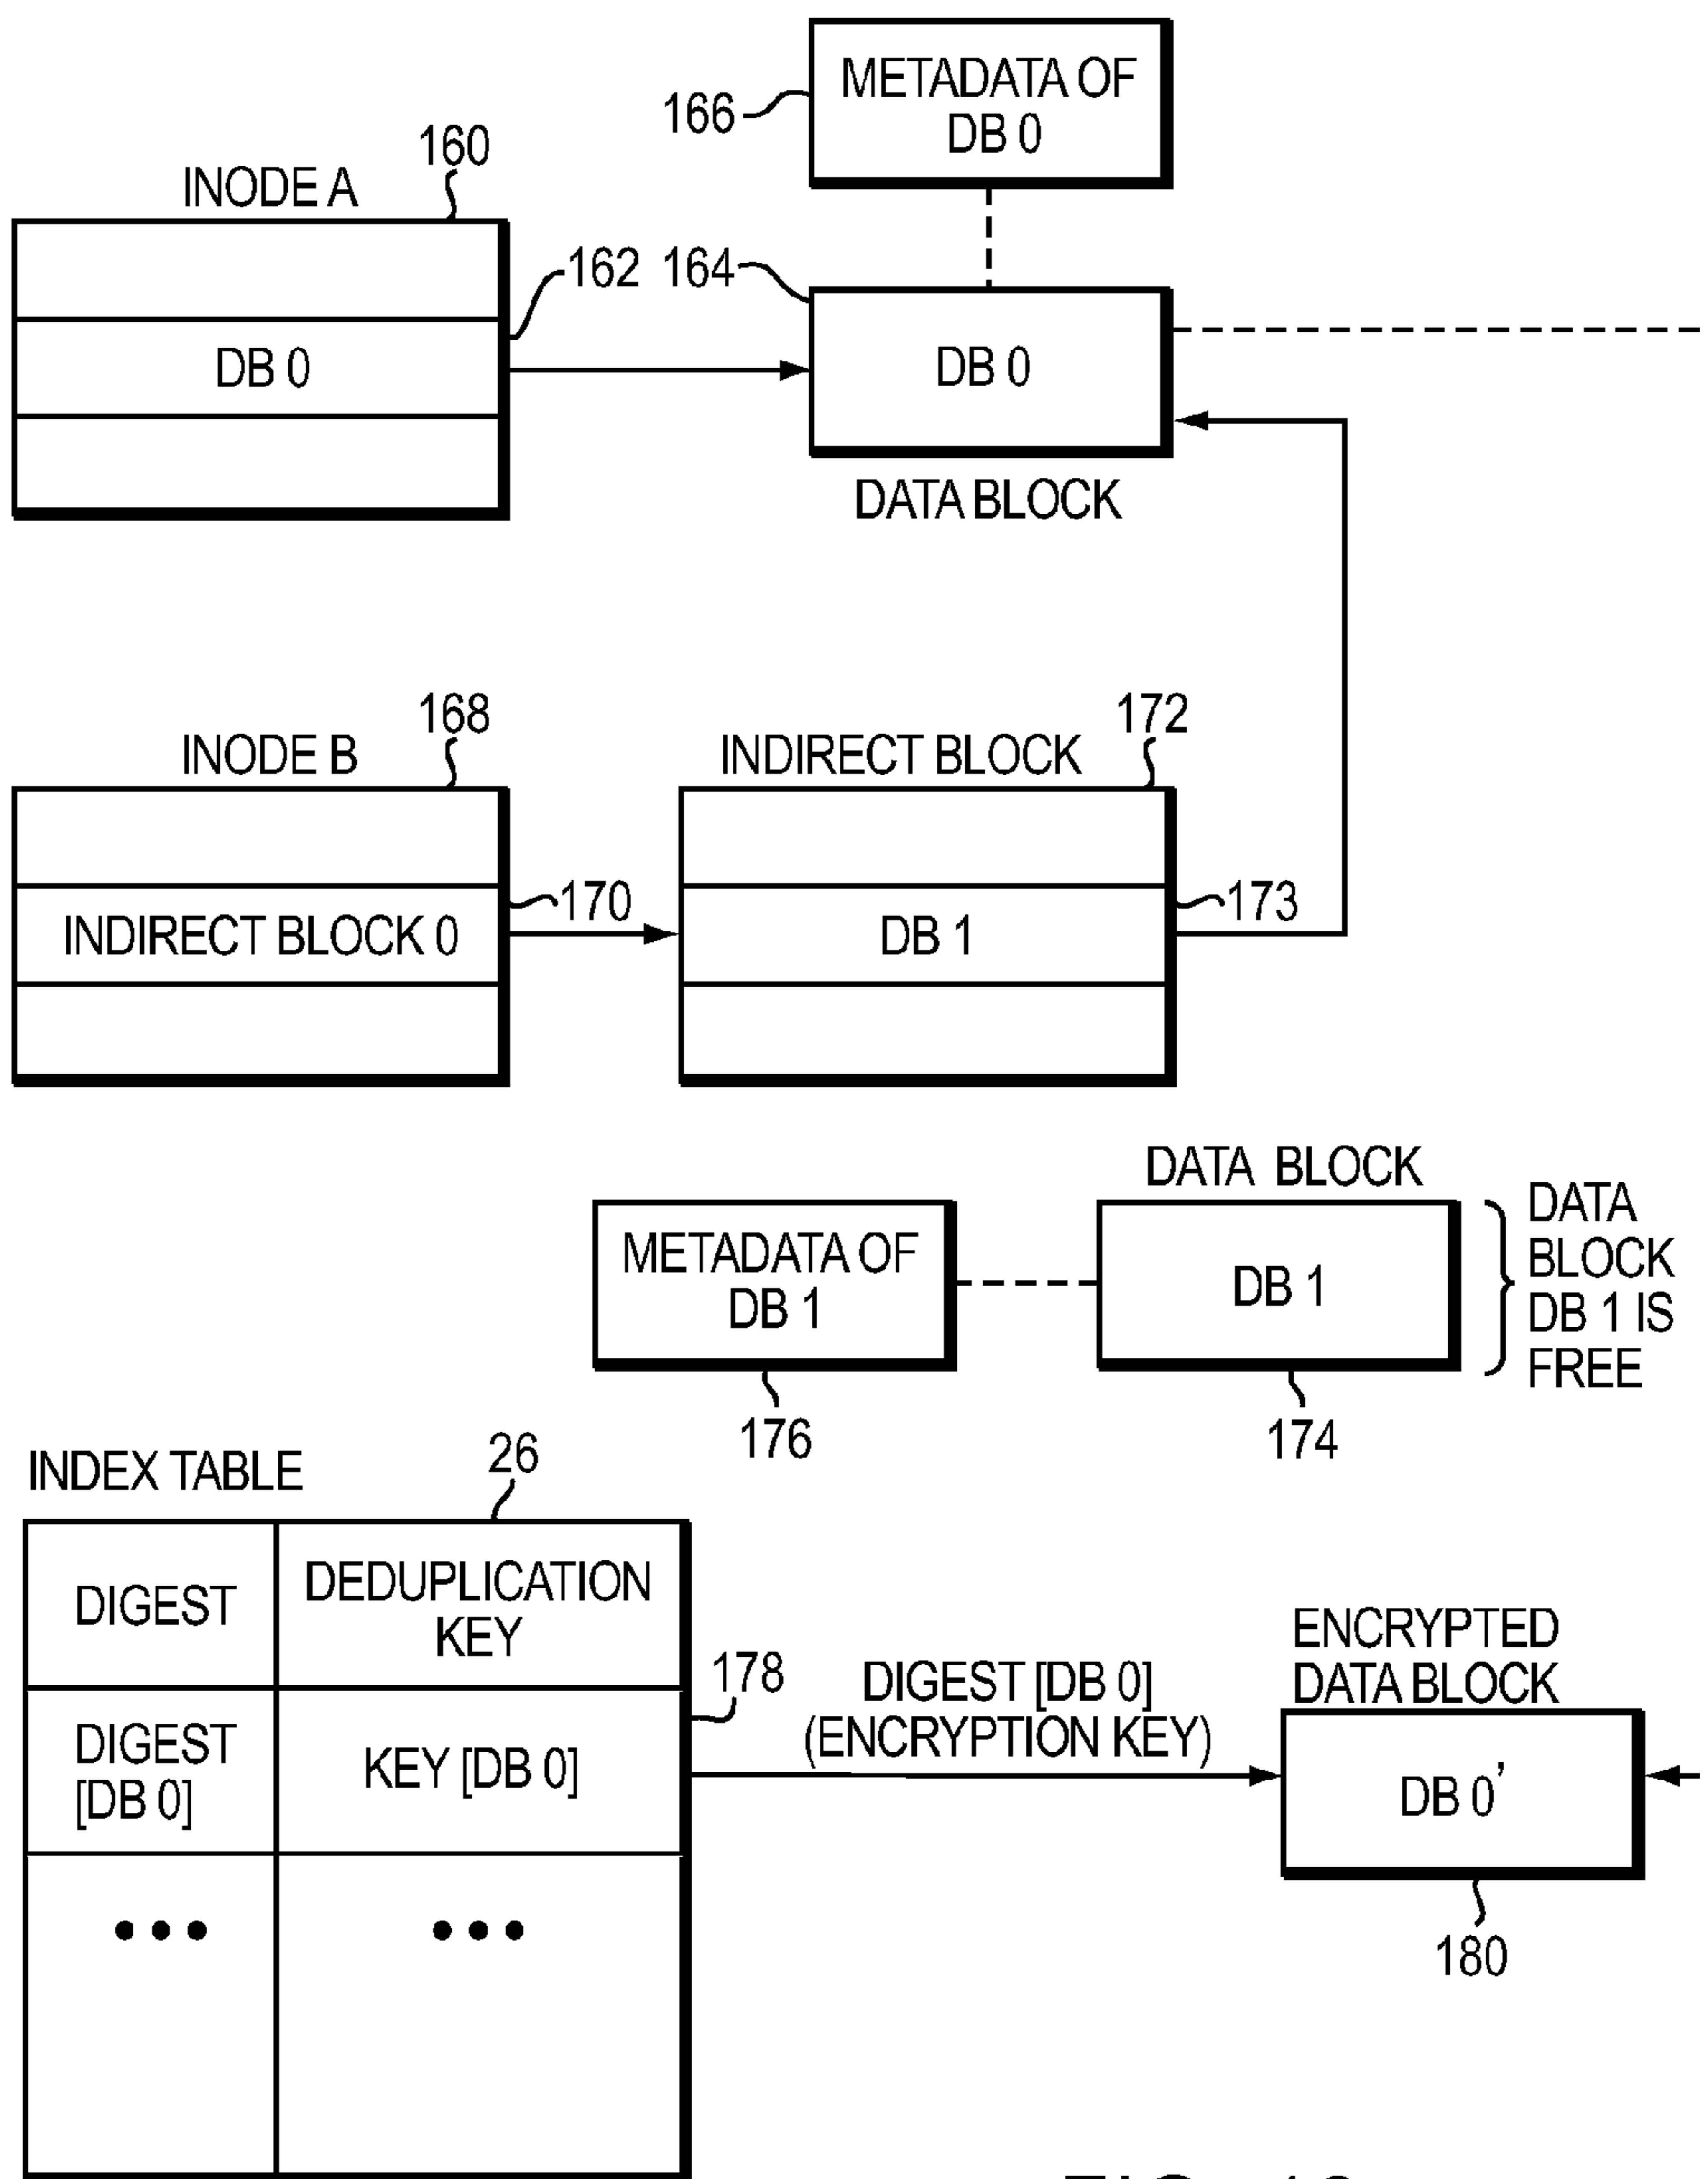 METADATA OF
DB 0
166
160
INODE A
162
164
DB 0
DB 0
DATA BLOCK
168
172
INODE B
INDIRECT BLOCK
170
173
INDIRECT BLOCK 0
DB 1
DATA BLOCK
METADATA OF
DB 1
DB 1
DATA
BLOCK
DB 1 IS
FREE
176
174
INDEX TABLE
26
DIGEST
DEDUPLICATION
KEY
178
DIGEST
[DB 0]
KEY [DB 0]
DIGEST [DB 0]
(ENCRYPTION KEY)
ENCRYPTED
DATA BLOCK
DB 0'
•••
•••
180